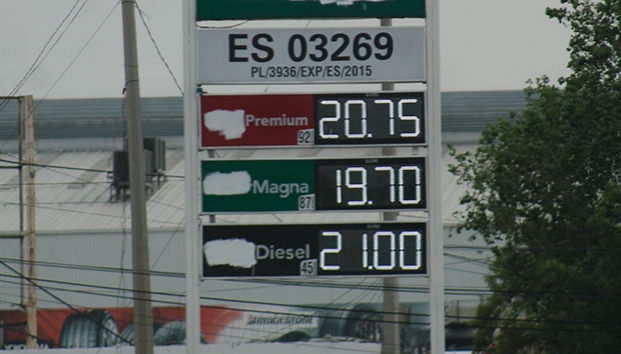 ES 03269
PL/3936/EXP/ES/2015
Premium 92 20.75
Magna 87 19.70
Diesel 45 21.00
BRIDGESTONE